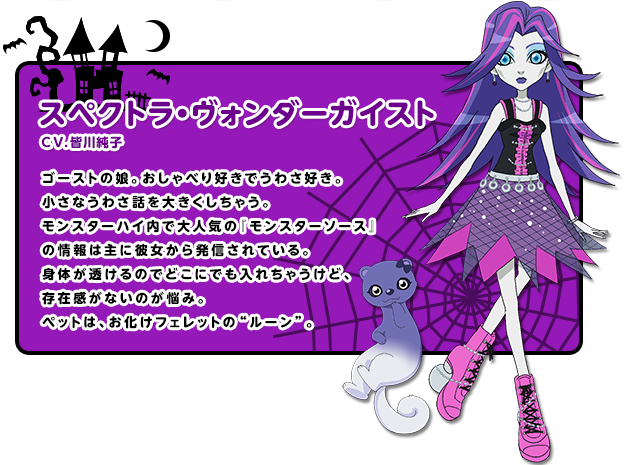 スペクトラ・ヴォンダーガイスト
CV.皆川純子
ゴーストの娘。おしゃべり好きでうわさ好き。
小さなうわさ話を大きくしちゃう。
モンスターハイ内で大人気の『モンスターソース』
の情報は主に彼女から発信されている。
身体が透けるのでどこにでも入れちゃうけど、
存在感がないのが悩み。
ペットは、お化けフェレットの“ルーン”。